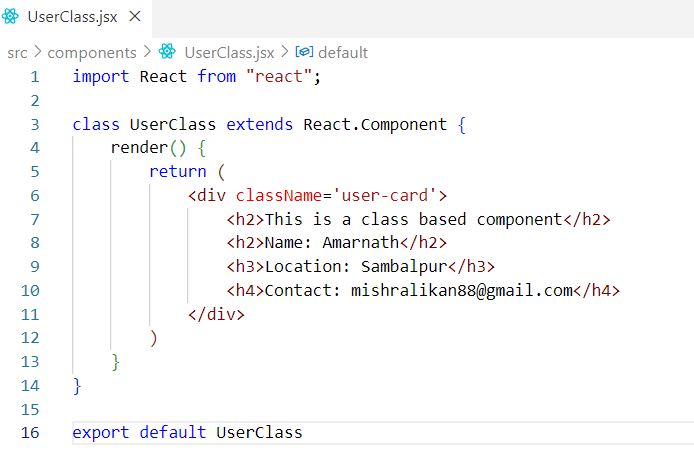 UserClass.jsx
src > components > UserClass.jsx > default
1 import React from "react";
2
3 class UserClass extends React.Component {
4     render() {
5         return (
6             <div className='user-card'>
7                 <h2>This is a class based component</h2>
8                 <h2>Name: Amarnath</h2>
9                 <h3>Location: Sambalpur</h3>
10                 <h4>Contact: mishralikan88@gmail.com</h4>
11             </div>
12         )
13     }
14 }
15
16 export default UserClass